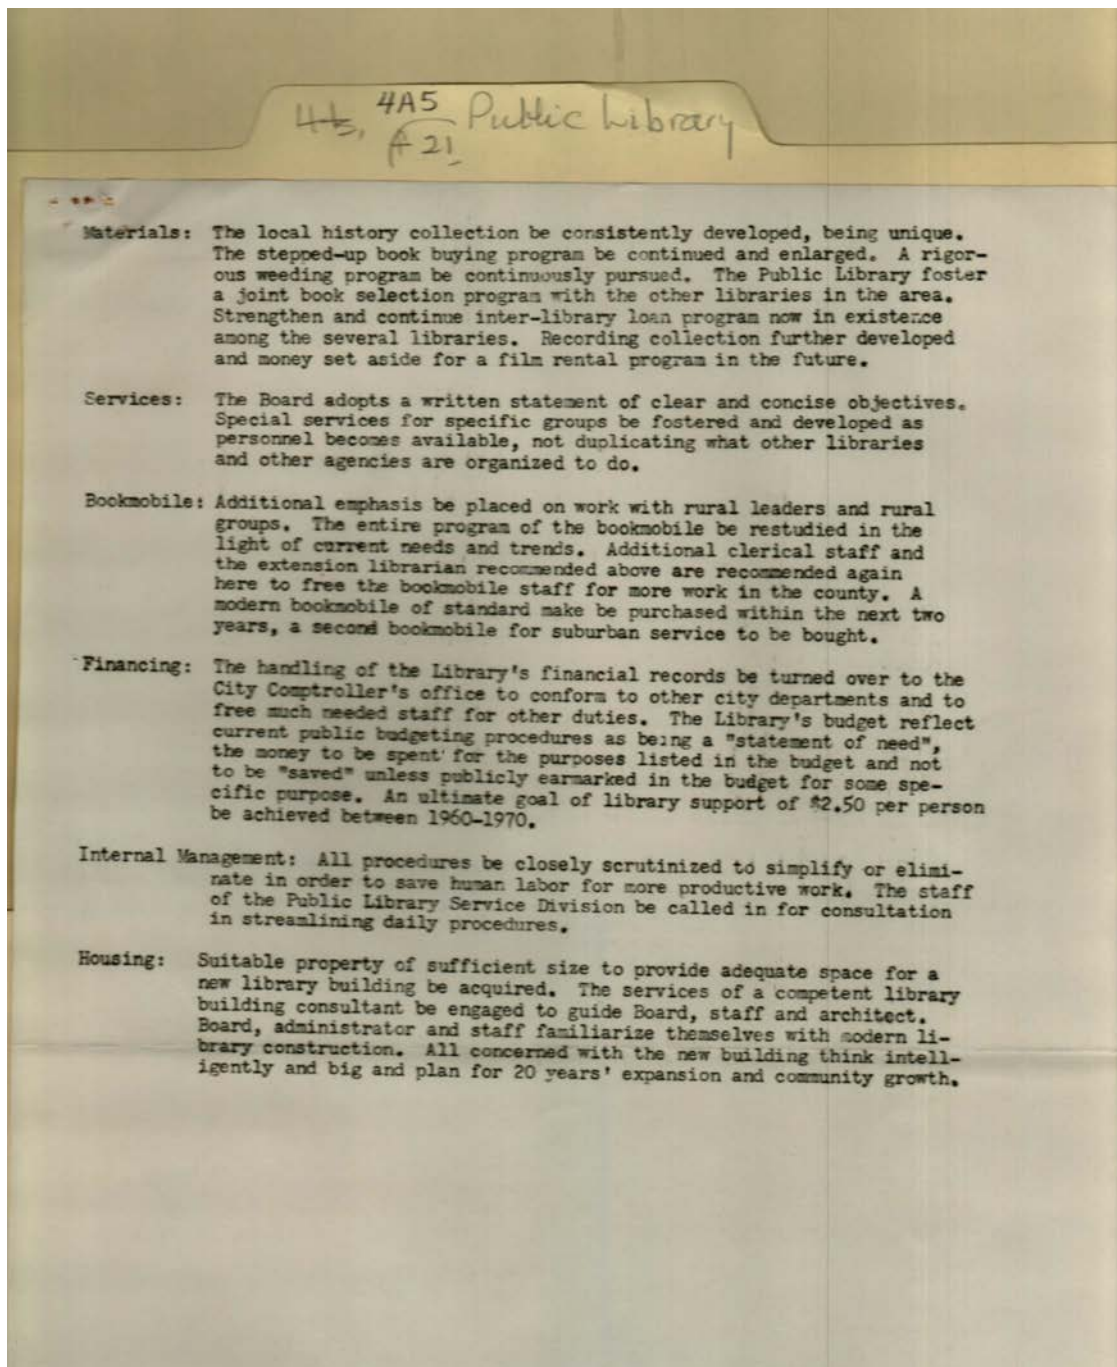 4A5
4b, Public Library
A 21
Materials: The local history collection be consistently developed, being unique.
The stepped-up book buying program be continued and enlarged. A rigor-
ous weeding program be continuously pursued. The Public Library foster
a joint book selection program with the other libraries in the area.
Strengthen and continue inter-library loan program now in existence
among the several libraries. Recording collection further developed
and money set aside for a film rental program in the future.
Services: The Board adopts a written statement of clear and concise objectives.
Special services for specific groups be fostered and developed as
personnel becomes available, not duplicating what other libraries
and other agencies are organized to do.
Bookmobile: Additional emphasis be placed on work with rural leaders and rural
groups. The entire program of the bookmobile be restudied in the
light of current needs and trends. Additional clerical staff and
the extension librarian recommended above are recommended again
here to free the bookmobile staff for more work in the county. A
modern bookmobile of standard make be purchased within the next two
years, a second bookmobile for suburban service to be bought.
Financing: The handling of the Library's financial records be turned over to the
City Comptroller's office to conform to other city departments and to
free much needed staff for other duties. The Library's budget reflect
current public budgeting procedures as being a "statement of need",
the money to be spent for the purposes listed in the budget and not
to be "saved" unless publicly earmarked in the budget for some spe-
cific purpose. An ultimate goal of library support of $2.50 per person
be achieved between 1960-1970.
Internal Management: All procedures be closely scrutinized to simplify or elimi-
nate in order to save human labor for more productive work. The staff
of the Public Library Service Division be called in for consultation
in streamlining daily procedures.
Housing: Suitable property of sufficient size to provide adequate space for a
new library building be acquired. The services of a competent library
building consultant be engaged to guide Board, staff and architect.
Board, administrator and staff familiarize themselves with modern li-
brary construction. All concerned with the new building think intell-
igently and big and plan for 20 years' expansion and community growth.